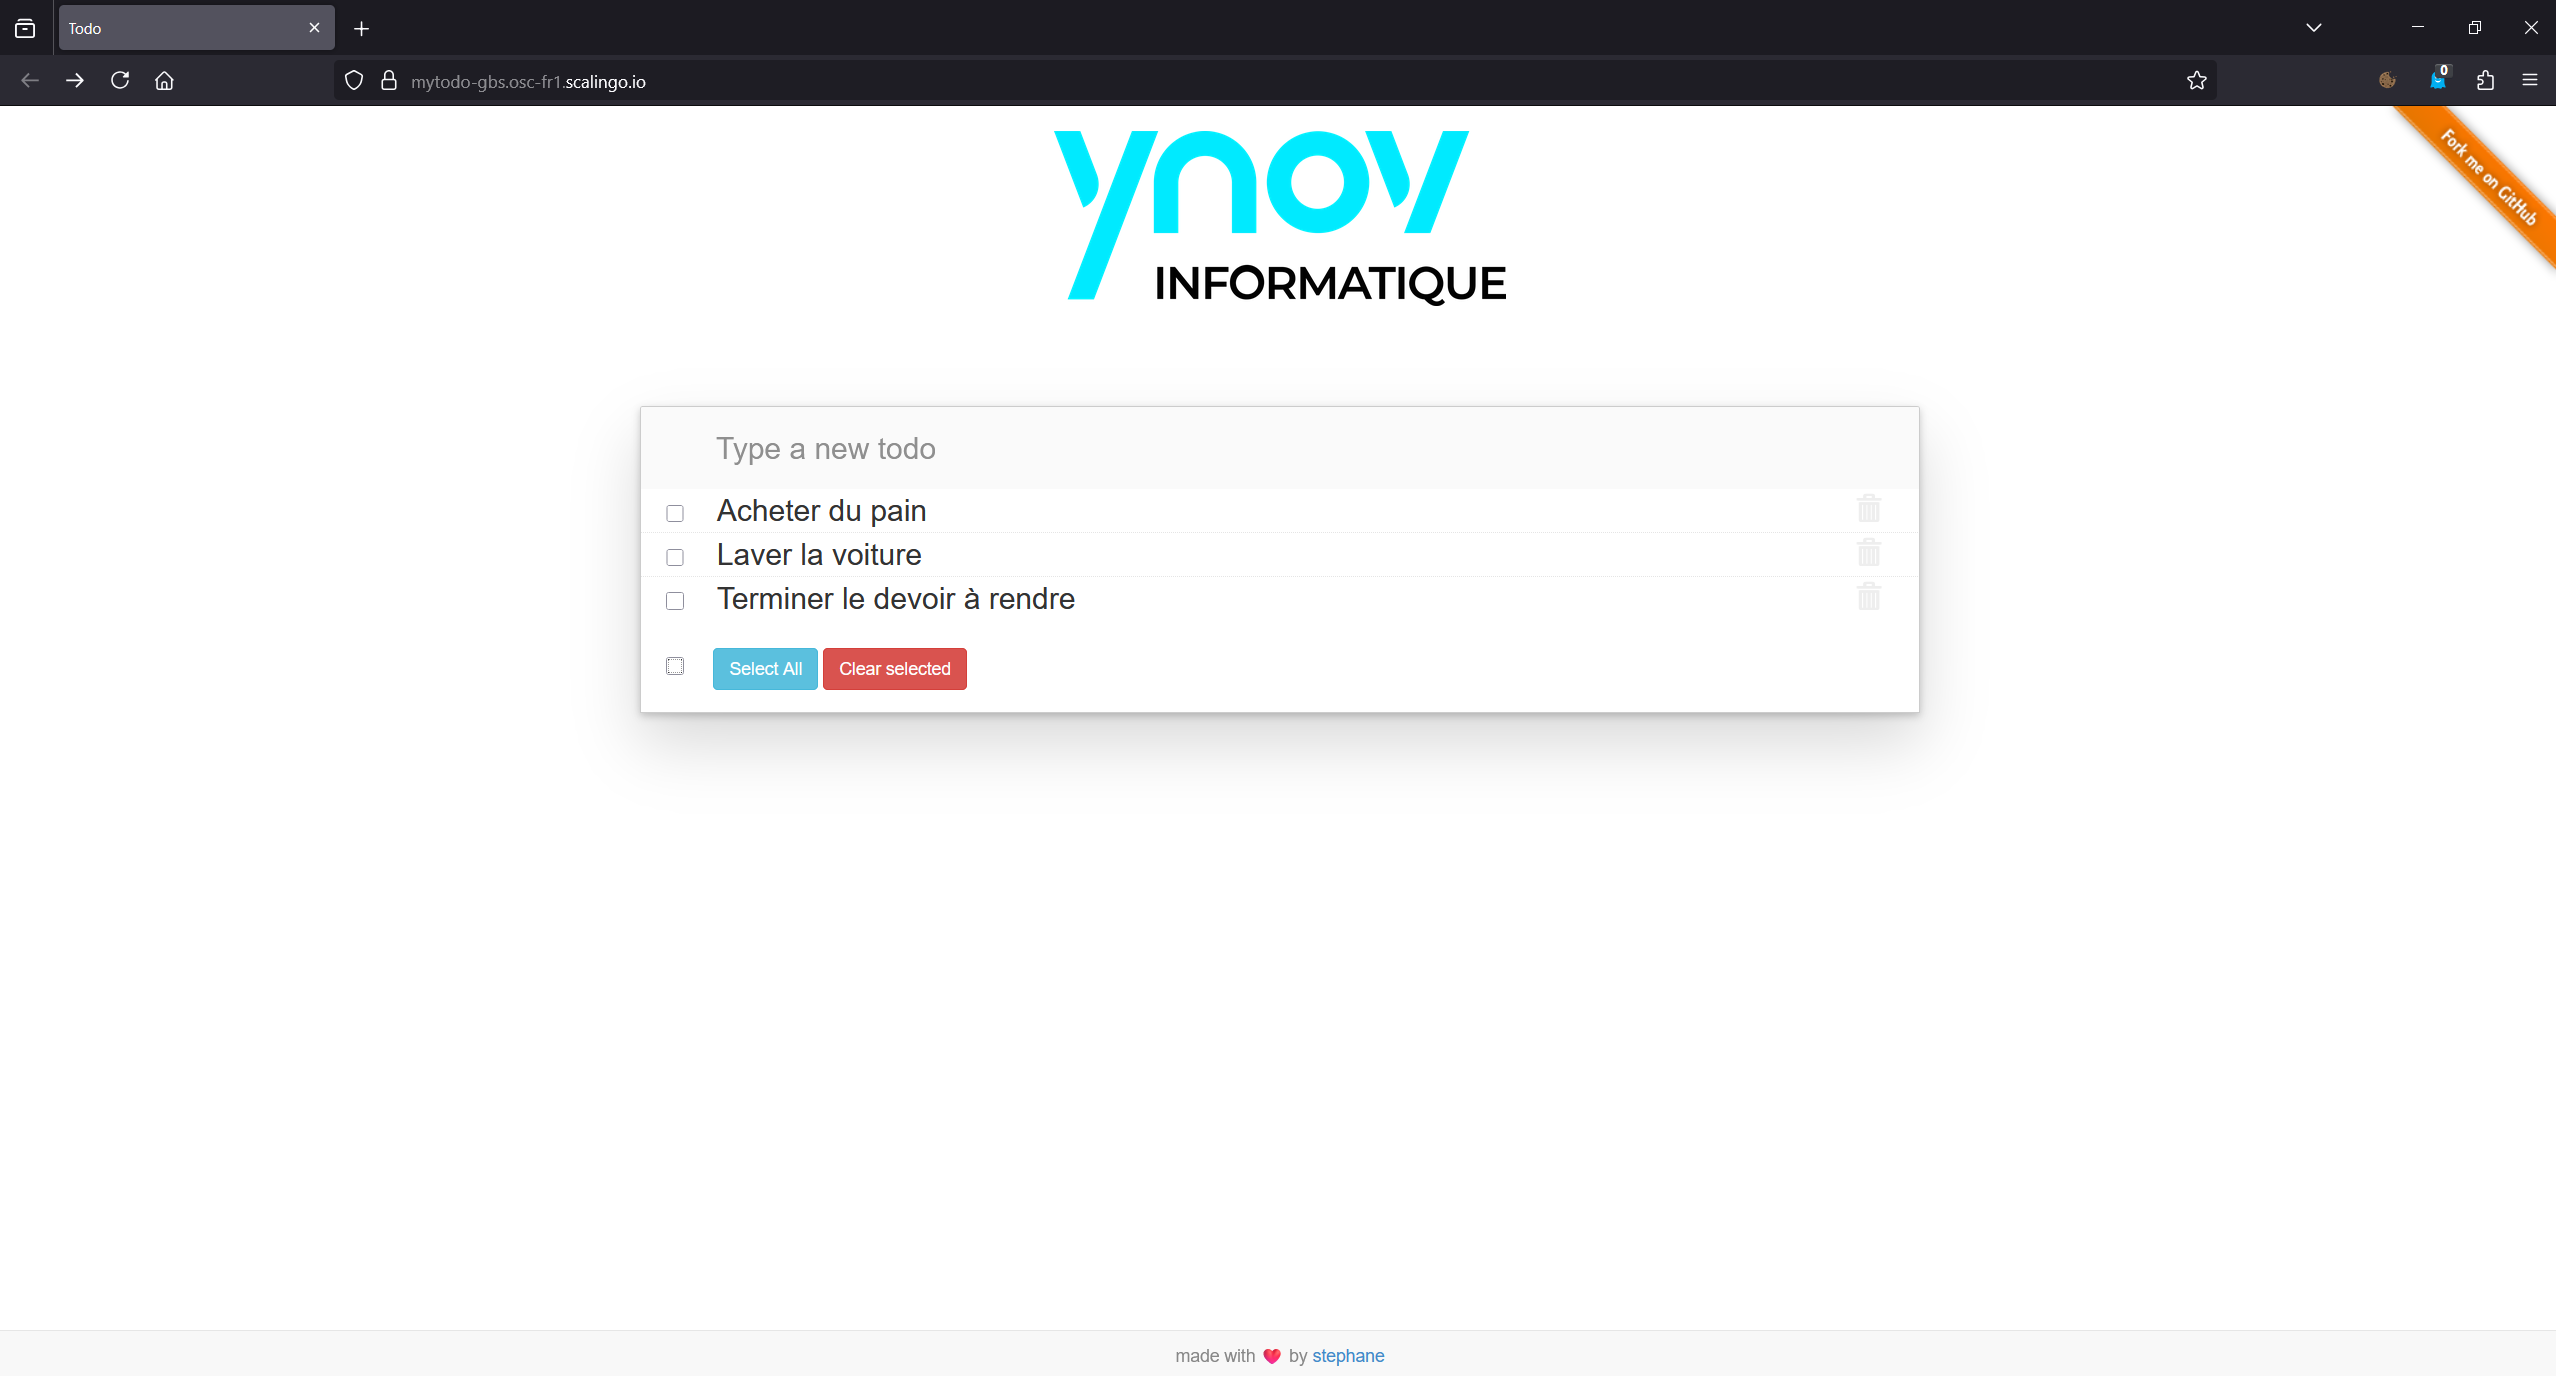 Todo
mytodo-gbs.osc-fr1.scalingo.io
0
Fork me on GitHub
ynov
INFORMATIQUE
Type a new todo
Acheter du pain
Laver la voiture
Terminer le devoir à rendre
Select All Clear selected
made with ❤️ by stephane